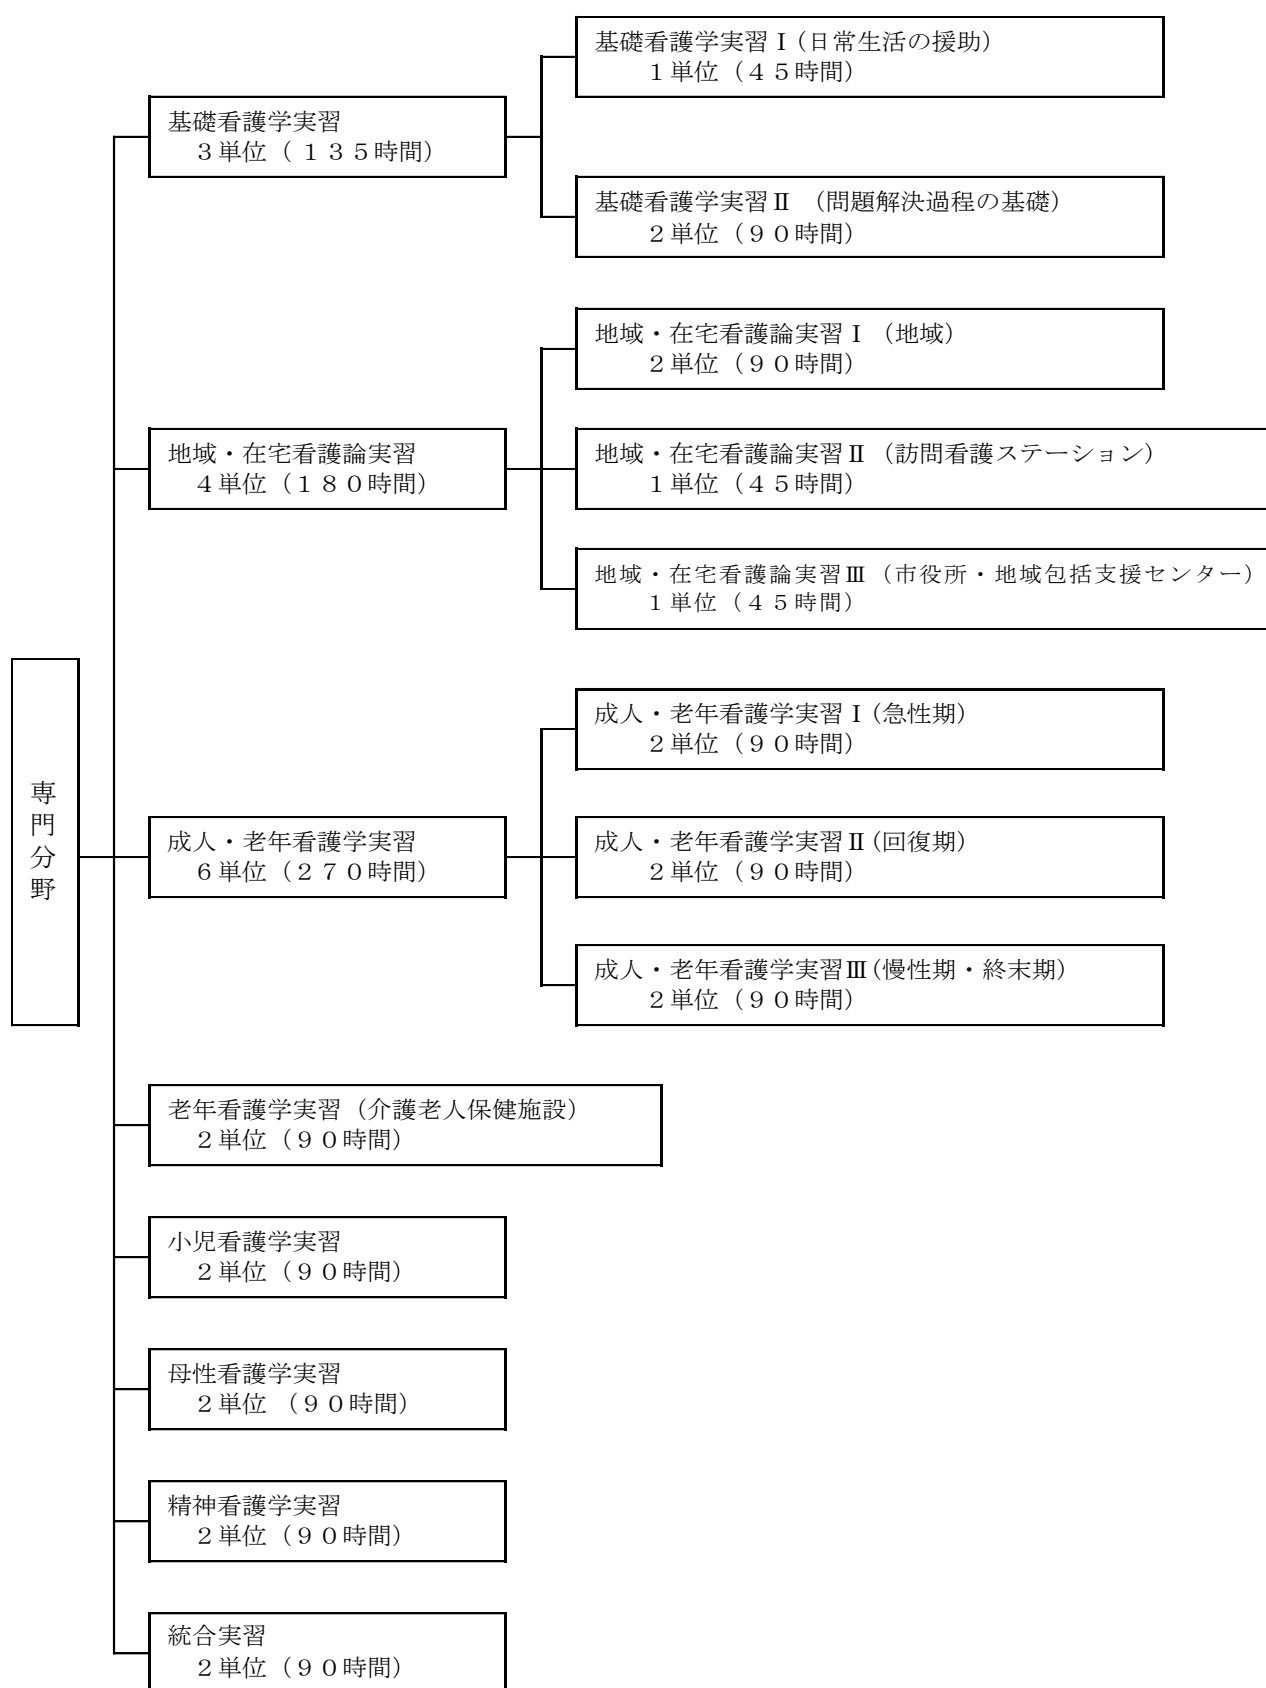 専門分野
基礎看護学実習
３単位（１３５時間）
基礎看護学実習Ⅰ（日常生活の援助）
１単位（４５時間）
基礎看護学実習Ⅱ （問題解決過程の基礎）
２単位（９０時間）
地域・在宅看護論実習
４単位（１８０時間）
地域・在宅看護論実習Ⅰ （地域）
２単位（９０時間）
地域・在宅看護論実習Ⅱ（訪問看護ステーション）
１単位（４５時間）
地域・在宅看護論実習Ⅲ（市役所・地域包括支援センター）
１単位（４５時間）
成人・老年看護学実習
６単位（２７０時間）
成人・老年看護学実習Ⅰ（急性期）
２単位（９０時間）
成人・老年看護学実習Ⅱ（回復期）
２単位（９０時間）
成人・老年看護学実習Ⅲ（慢性期・終末期）
２単位（９０時間）
老年看護学実習（介護老人保健施設）
２単位（９０時間）
小児看護学実習
２単位（９０時間）
母性看護学実習
２単位 （９０時間）
精神看護学実習
２単位（９０時間）
統合実習
２単位（９０時間）